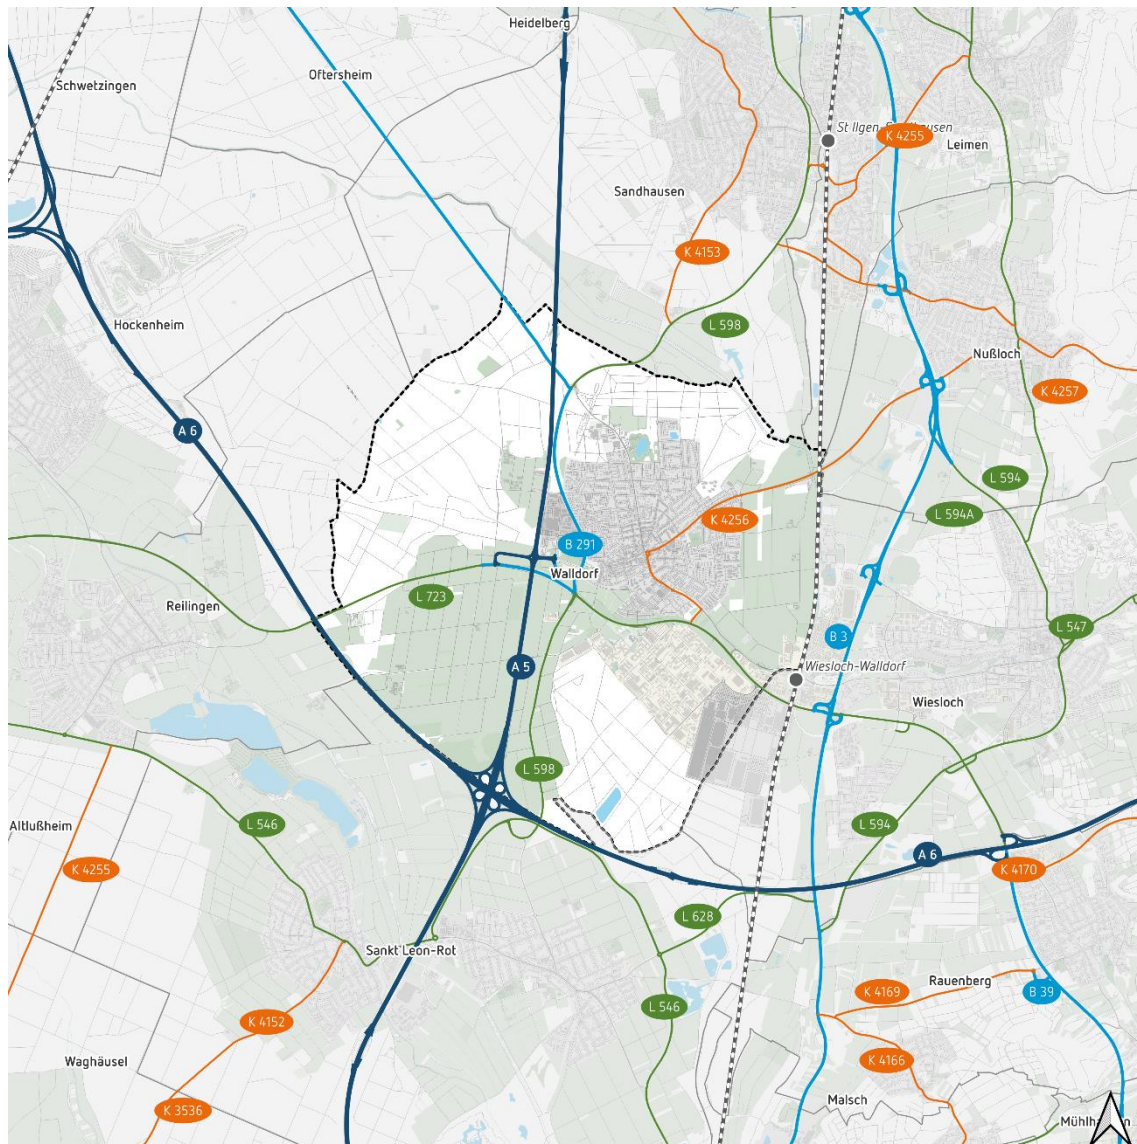 Heidelberg
Oftersheim
Schwetzingen
K 4255
Leimen
Sandhausen
K 4153
L 598
Hockenheim
Nußloch
K 4257
A 6
L 594
L 594A
K 4256
B 291
Walldorf
L 723
Reilingen
L 547
B 3
A 5
Wiesloch-Walldorf
Wiesloch
L 598
L 546
Altlußheim
L 594
A 6
K 4255
K 4170
L 628
Sankt Leon-Rot
Rauenberg
K 4169
B 39
L 546
K 4152
Waghäusel
K 4166
Malsch
K 3536